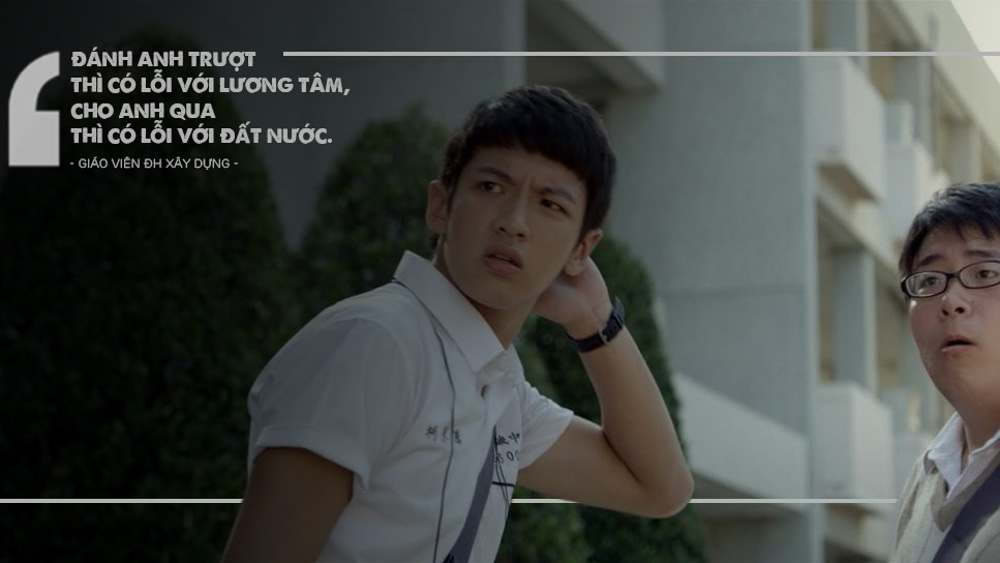 ĐÁNH ANH TRƯỢT
THÌ CÓ LỖI VỚI LƯƠNG TÂM,
CHO ANH QUA
THÌ CÓ LỖI VỚI ĐẤT NƯỚC.
- GIÁO VIÊN ĐH XÂY DỰNG -